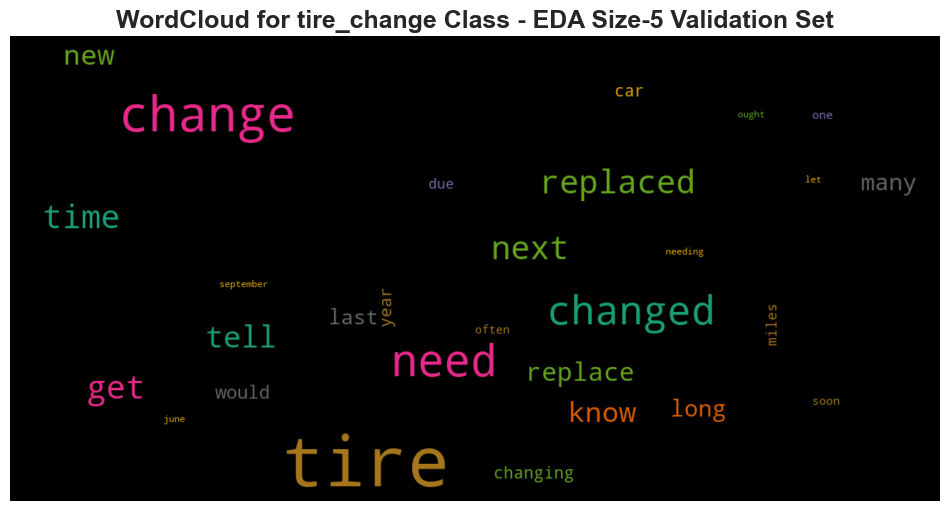 WordCloud for tire_change Class - EDA Size-5 Validation Set
new
car
change
ought
one
due
replaced
let
many
time
next
needing
september
last
year
changed
miles
often
tell
need
replace
get
would
know
long
soon
june
tire
changing